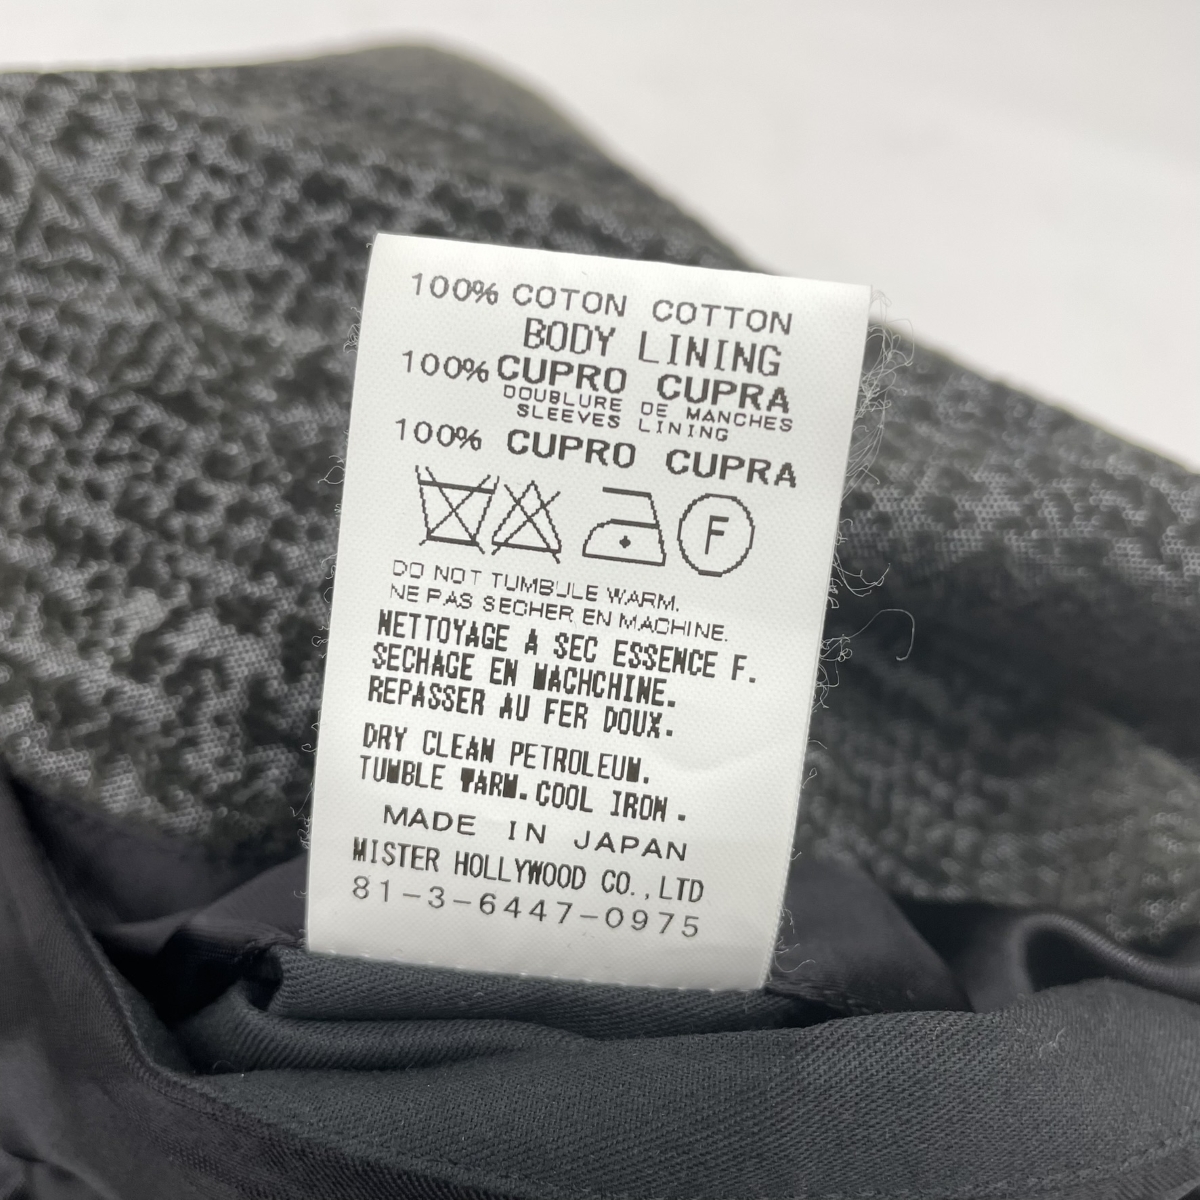 100% COTON COTTON
BODY LINING
100% CUPRO CUPRA
DOUBLURE DE MANCHES
SLEEVES LINING
100% CUPRO CUPRA
F
DO NOT TUMBULE WARM.
NE PAS SECHER EN MACHINE.
NETTOYAGE A SEC ESSENCE F.
SECHAGE EN MACHCHINE.
REPASSER AU FER DOUX.
DRY CLEAN PETROLEUM.
TUMBLE WARM.COOL IRON.
MADE IN JAPAN
MISTER HOLLYWOOD CO.,LTD
81-3-6447-0975